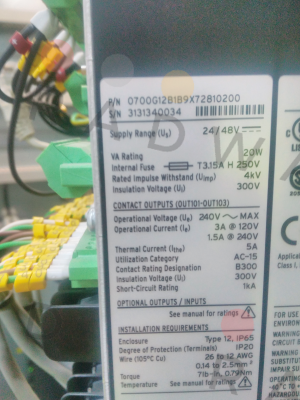 P/N 0700G12B1B9X72810200
S/N 3131340034
Supply Range (Us) 24/48V
VA Rating 20W
Internal Fuse T3.15A H 250V
Rated Impulse Withstand (Uimp) 4kV
Insulation Voltage (Ui) 300V
CONTACT OUTPUTS (OUT101-OUT103)
Operational Voltage (Ue) 240V ~ MAX
Operational Current (Ie) 3A @ 120V
1.5A @ 240V
Thermal Current (Ithe) 5A
Utilization Category AC-15
Contact Rating Designation B300
Insulation Voltage (Ui) 300V
Short-Circuit Rating 1kA
OPTIONAL OUTPUTS / INPUTS
See manual for ratings
INSTALLATION REQUIREMENTS
Enclosure Type 12, IP65
Degree of Protection (Terminals) IP20
Wire (105°C Cu) 26 to 12 AWG
0.14 to 2.5mm²
Torque 7lb-in, 0.79Nm
Temperature See manual for ratings
FOR USE
WARNING